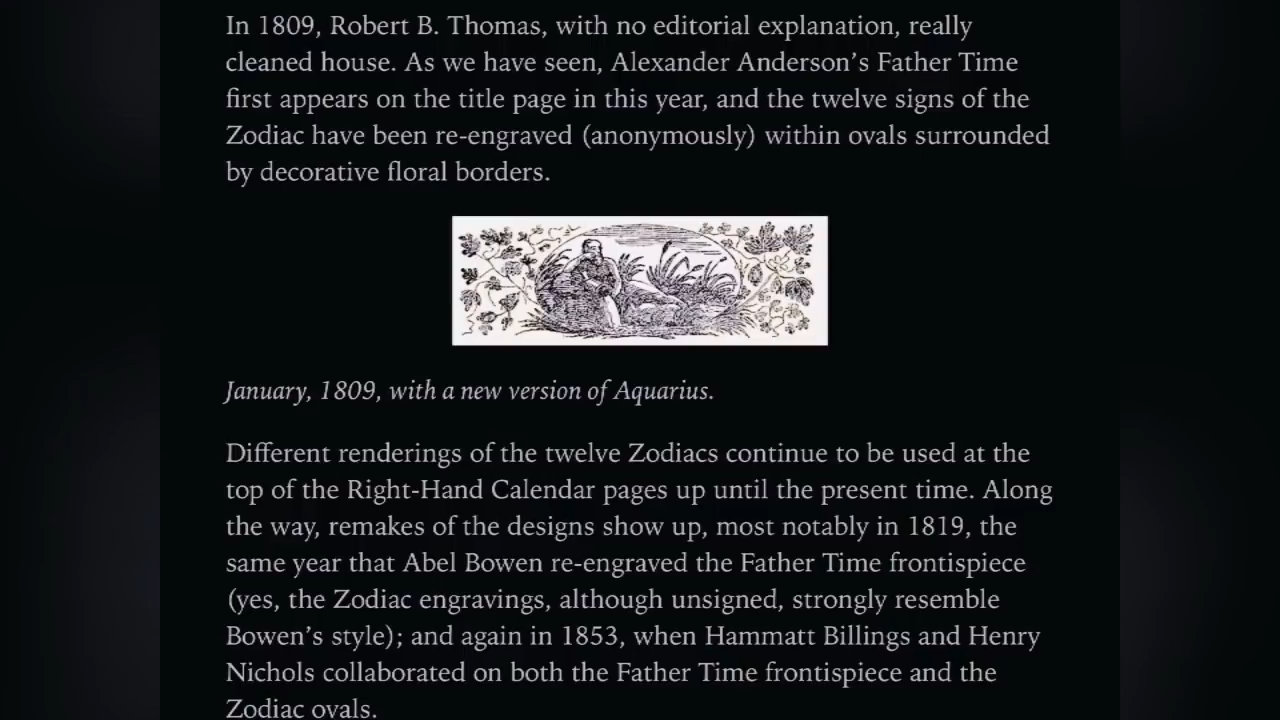 In 1809, Robert B. Thomas, with no editorial explanation, really
cleaned house. As we have seen, Alexander Anderson’s Father Time
first appears on the title page in this year, and the twelve signs of the
Zodiac have been re-engraved (anonymously) within ovals surrounded
by decorative floral borders.
January, 1809, with a new version of Aquarius.
Different renderings of the twelve Zodiacs continue to be used at the
top of the Right-Hand Calendar pages up until the present time. Along
the way, remakes of the designs show up, most notably in 1819, the
same year that Abel Bowen re-engraved the Father Time frontispiece
(yes, the Zodiac engravings, although unsigned, strongly resemble
Bowen’s style); and again in 1853, when Hammatt Billings and Henry
Nichols collaborated on both the Father Time frontispiece and the
Zodiac ovals.